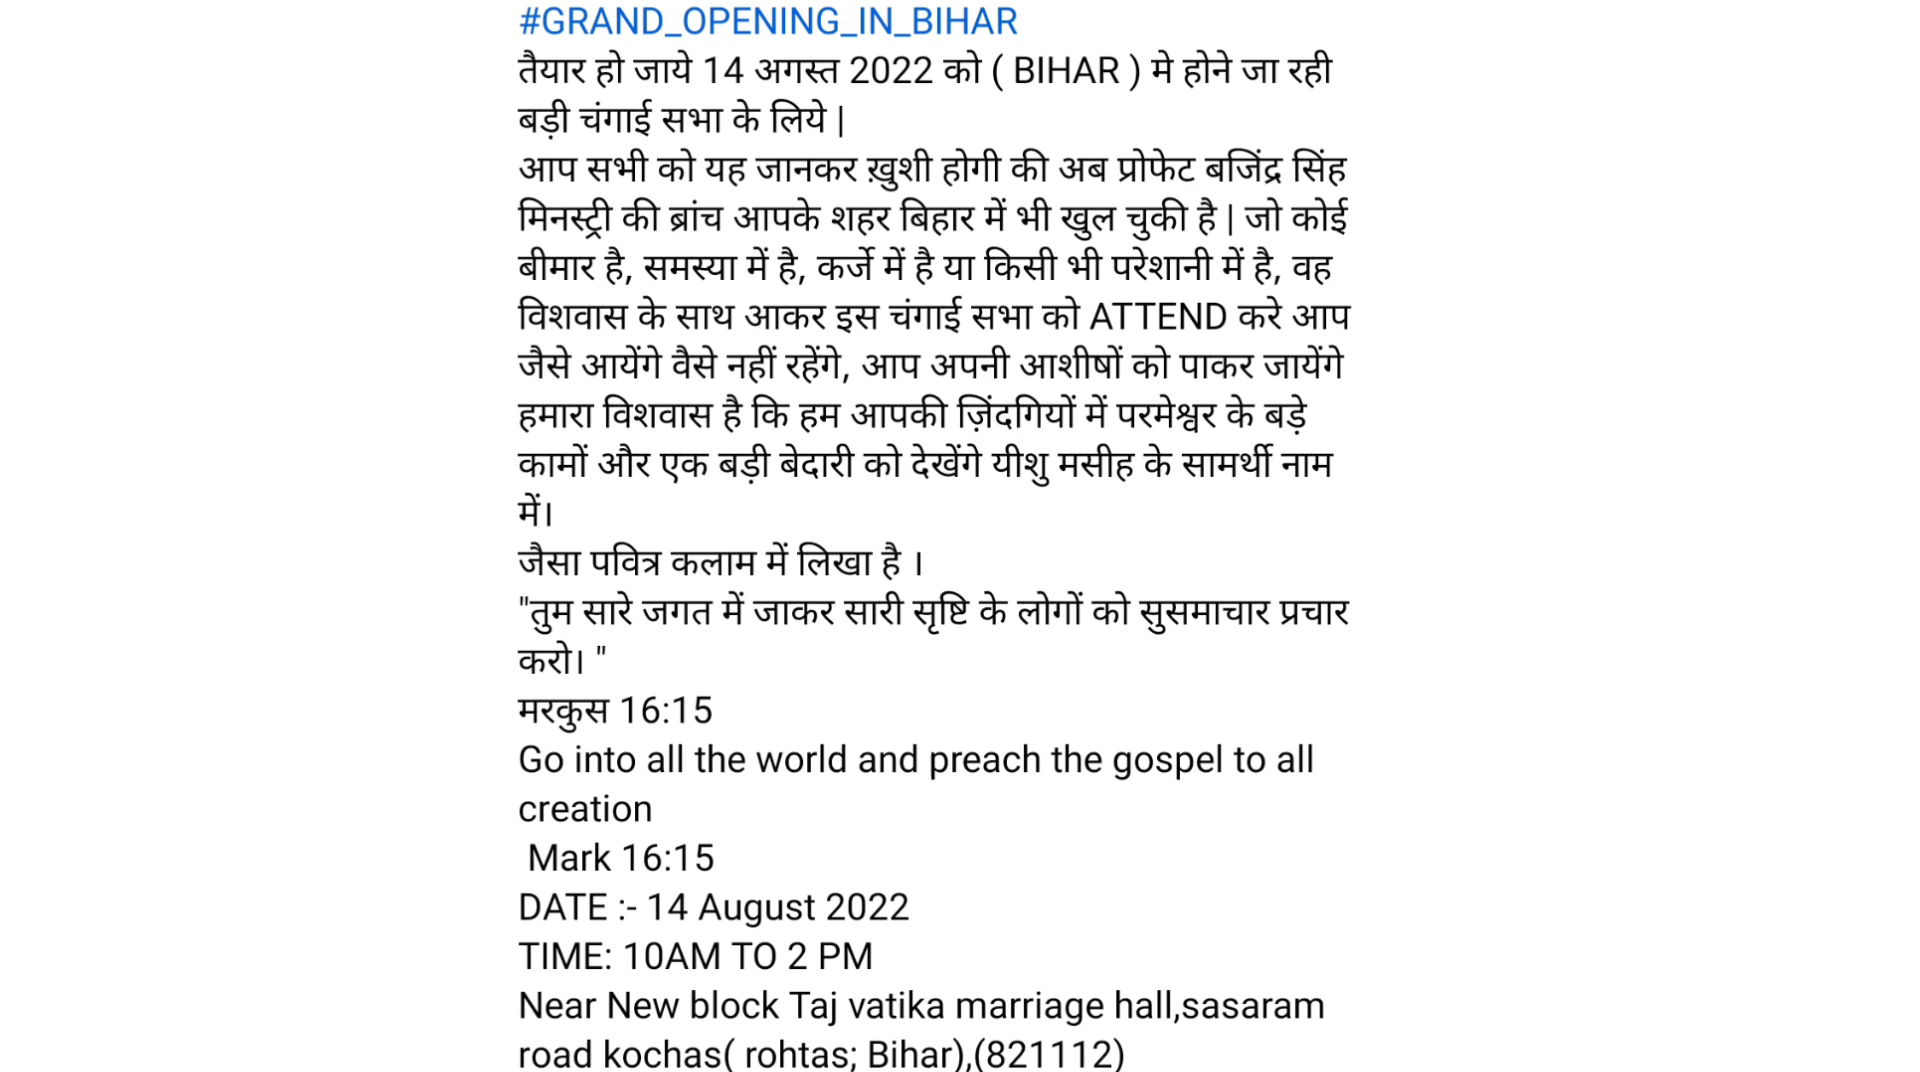 #GRAND_OPENING_IN_BIHAR
तैयार हो जाये 14 अगस्त 2022 को ( BIHAR ) मे होने जा रही
बड़ी चंगाई सभा के लिये |
आप सभी को यह जानकर ख़ुशी होगी की अब प्रोफेट बजिंद्र सिंह
मिनस्ट्री की ब्रांच आपके शहर बिहार में भी खुल चुकी है | जो कोई
बीमार है, समस्या में है, कर्जे में है या किसी भी परेशानी में है, वह
विशवास के साथ आकर इस चंगाई सभा को ATTEND करे आप
जैसे आयेंगे वैसे नहीं रहेंगे, आप अपनी आशीषों को पाकर जायेंगे
हमारा विशवास है कि हम आपकी ज़िंदगियों में परमेश्वर के बड़े
कामों और एक बड़ी बेदारी को देखेंगे यीशु मसीह के सामर्थी नाम
में।
जैसा पवित्र कलाम में लिखा है ।
"तुम सारे जगत में जाकर सारी सृष्टि के लोगों को सुसमाचार प्रचार
करो। "
मरकुस 16:15
Go into all the world and preach the gospel to all
creation
Mark 16:15
DATE :- 14 August 2022
TIME: 10AM TO 2 PM
Near New block Taj vatika marriage hall,sasaram
road kochas( rohtas; Bihar),(821112)